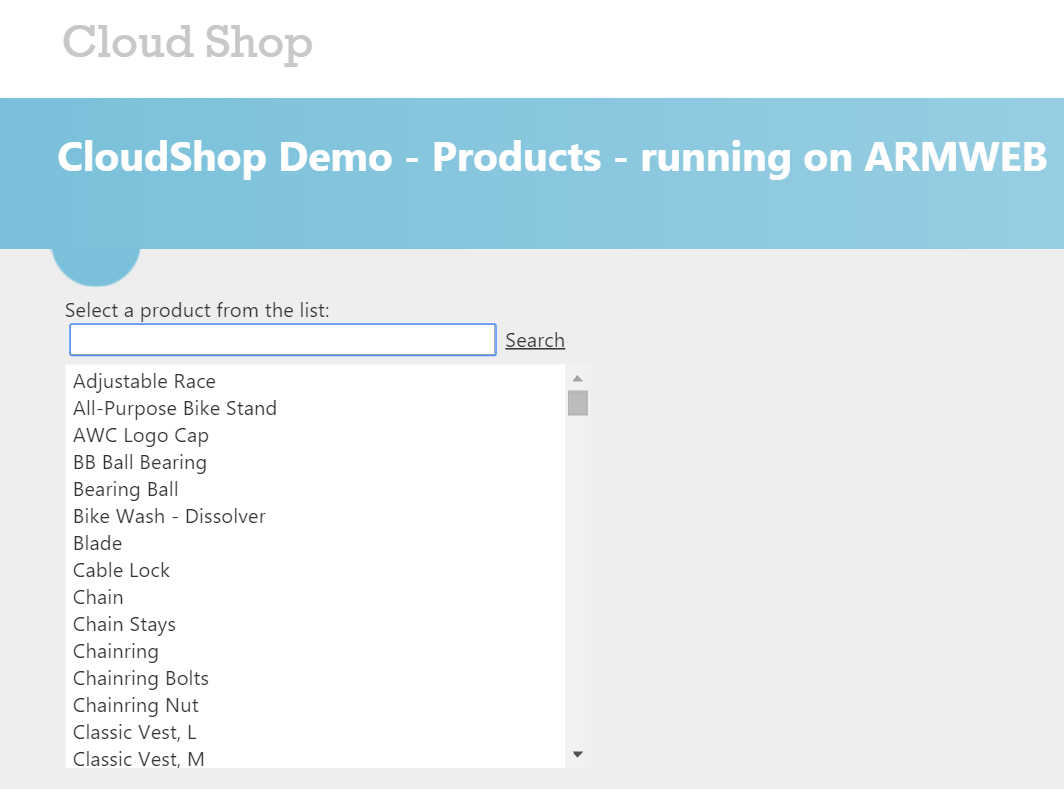 Cloud Shop
CloudShop Demo - Products - running on ARMWEB
Select a product from the list:
Search
Adjustable Race
All-Purpose Bike Stand
AWC Logo Cap
BB Ball Bearing
Bearing Ball
Bike Wash - Dissolver
Blade
Cable Lock
Chain
Chain Stays
Chainring
Chainring Bolts
Chainring Nut
Classic Vest, L
Classic Vest, M